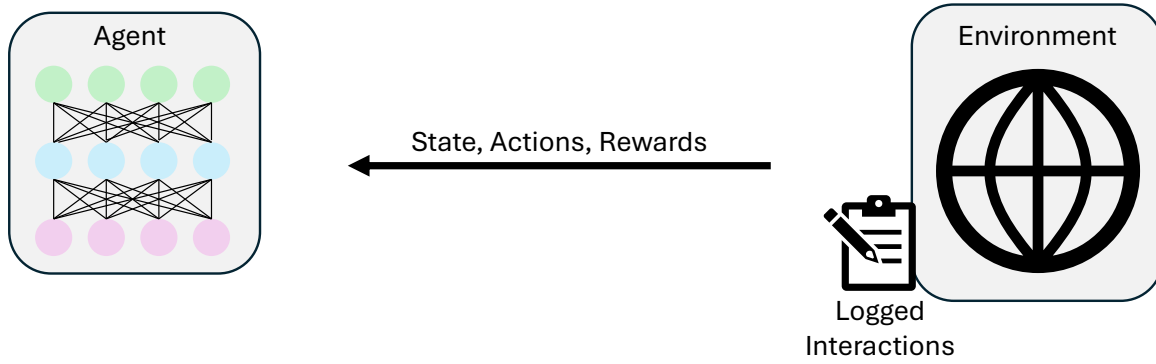 Agent
Environment
State, Actions, Rewards
Logged
Interactions